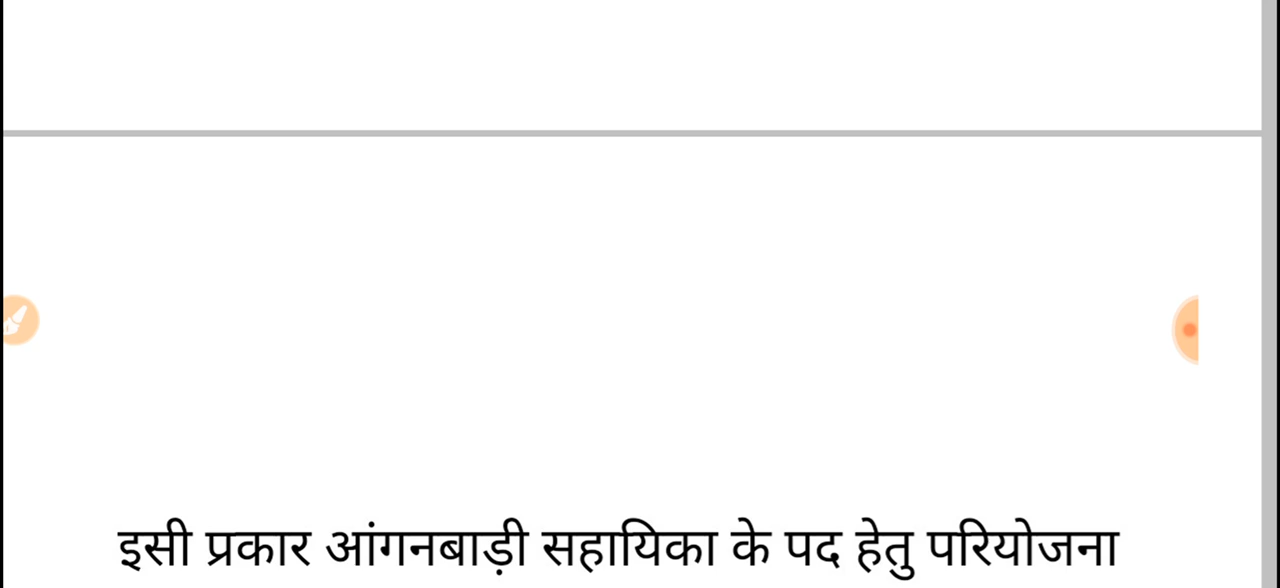 इसी प्रकार आंगनबाड़ी सहायिका के पद हेतु परियोजना